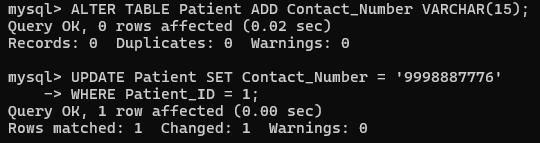 mysql> ALTER TABLE Patient ADD Contact_Number VARCHAR(15);
Query OK, 0 rows affected (0.02 sec)
Records: 0  Duplicates: 0  Warnings: 0

mysql> UPDATE Patient SET Contact_Number = '9998887776'
    -> WHERE Patient_ID = 1;
Query OK, 1 row affected (0.00 sec)
Rows matched: 1  Changed: 1  Warnings: 0